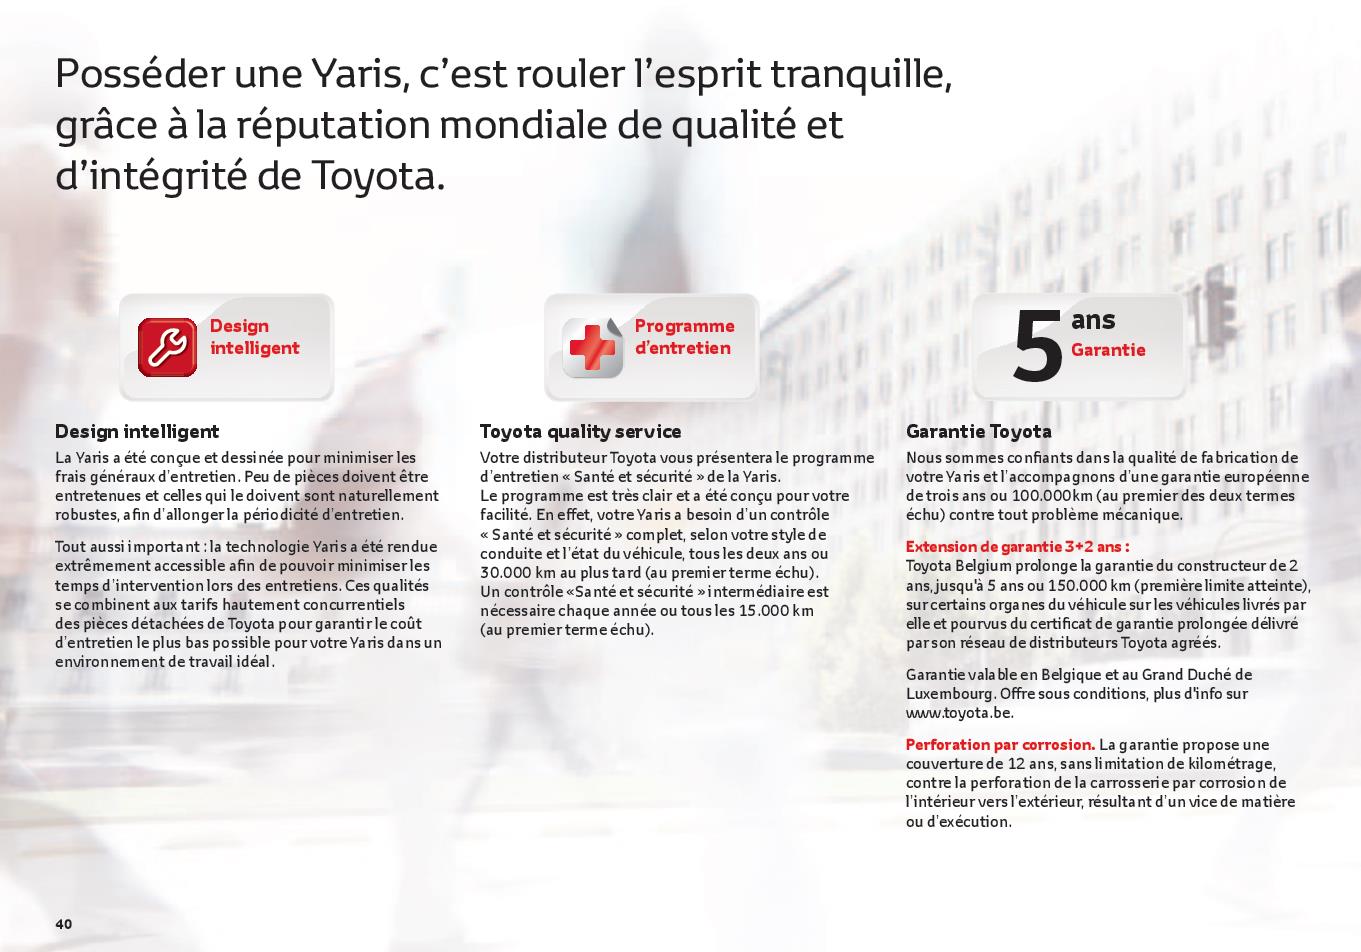 Posséder une Yaris, c’est rouler l’esprit tranquille,
grâce à la réputation mondiale de qualité et
d’intégrité de Toyota.
Design
intelligent
Design intelligent
La Yaris a été conçue et dessinée pour minimiser les
frais généraux d’entretien. Peu de pièces doivent être
entretenues et celles qui le doivent sont naturellement
robustes, afin d’allonger la périodicité d’entretien.
Tout aussi important : la technologie Yaris a été rendue
extrêmement accessible afin de pouvoir minimiser les
temps d’intervention lors des entretiens. Ces qualités
se combinent aux tarifs hautement concurrentiels
des pièces détachées de Toyota pour garantir le coût
d’entretien le plus bas possible pour votre Yaris dans un
environnement de travail idéal.
Programme
d’entretien
Toyota quality service
Votre distributeur Toyota vous présentera le programme
d’entretien « Santé et sécurité » de la Yaris.
Le programme est très clair et a été conçu pour votre
facilité. En effet, votre Yaris a besoin d’un contrôle
« Santé et sécurité » complet, selon votre style de
conduite et l’état du véhicule, tous les deux ans ou
30.000 km au plus tard (au premier terme échu).
Un contrôle «Santé et sécurité » intermédiaire est
nécessaire chaque année ou tous les 15.000 km
(au premier terme échu).
5 ans
Garantie
Garantie Toyota
Nous sommes confiants dans la qualité de fabrication de
votre Yaris et l’accompagnons d’une garantie européenne
de trois ans ou 100.000km (au premier des deux termes
échu) contre tout problème mécanique.
Extension de garantie 3+2 ans :
Toyota Belgium prolonge la garantie du constructeur de 2
ans, jusqu'à 5 ans ou 150.000 km (première limite atteinte),
sur certains organes du véhicule sur les véhicules livrés par
elle et pourvus du certificat de garantie prolongée délivré
par son réseau de distributeurs Toyota agréés.
Garantie valable en Belgique et au Grand Duché de
Luxembourg. Offre sous conditions, plus d'info sur
www.toyota.be.
Perforation par corrosion. La garantie propose une
couverture de 12 ans, sans limitation de kilométrage,
contre la perforation de la carrosserie par corrosion de
l’intérieur vers l’extérieur, résultant d’un vice de matière
ou d’exécution.
40